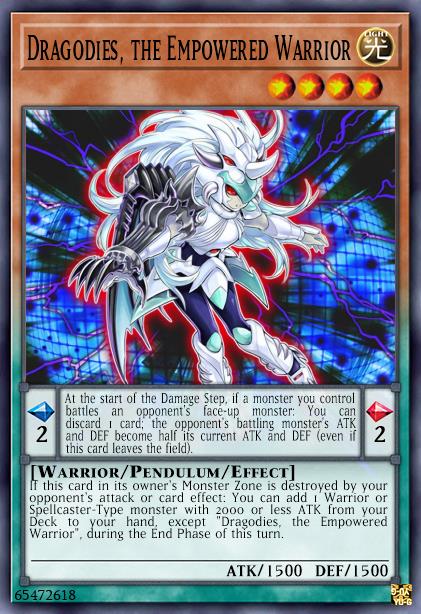 Dragodies, the Empowered Warrior
LIGHT
光
At the start of the Damage Step, if a monster you control
battles an opponent's face-up monster: You can
discard 1 card; the opponent's battling monster's ATK
and DEF become half its current ATK and DEF (even if
this card leaves the field).
2
2
[Warrior/Pendulum/Effect]
If this card in its owner's Monster Zone is destroyed by your
opponent's attack or card effect: You can add 1 Warrior or
Spellcaster-Type monster with 2000 or less ATK from your
Deck to your hand, except "Dragodies, the Empowered
Warrior", during the End Phase of this turn.
ATK/1500 DEF/1500
65472618